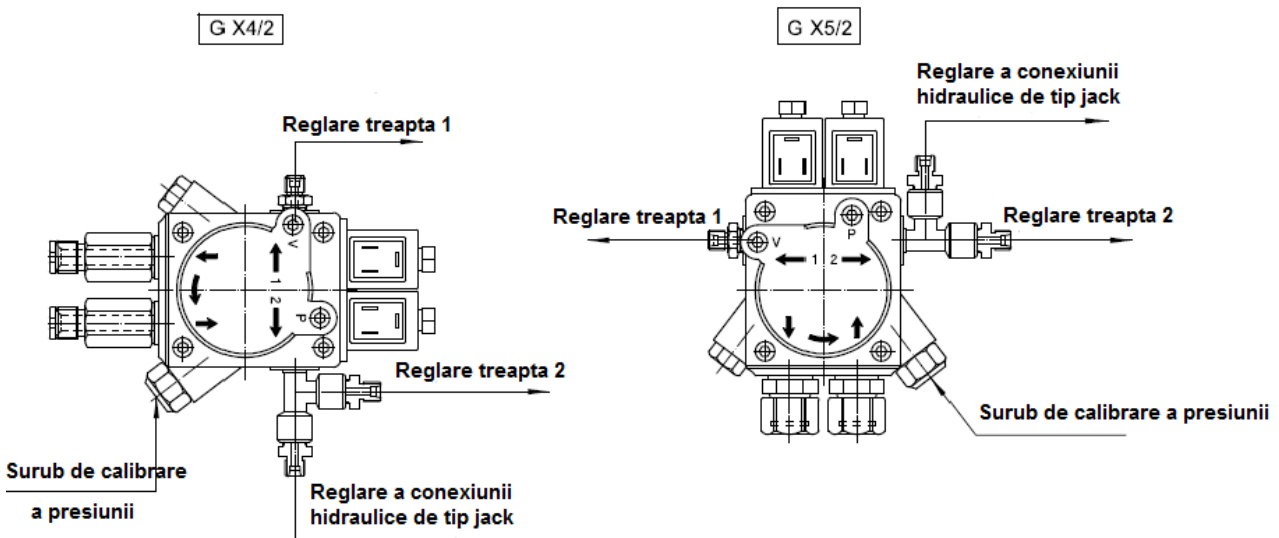 G X4/2
Reglare treapta 1
V
1
2
P
Reglare treapta 2
Surub de calibrare
a presiunii
Reglare a conexiunii
hidraulice de tip jack
G X5/2
Reglare a conexiunii
hidraulice de tip jack
Reglare treapta 1
Reglare treapta 2
P
V
1 2
Surub de calibrare a presiunii